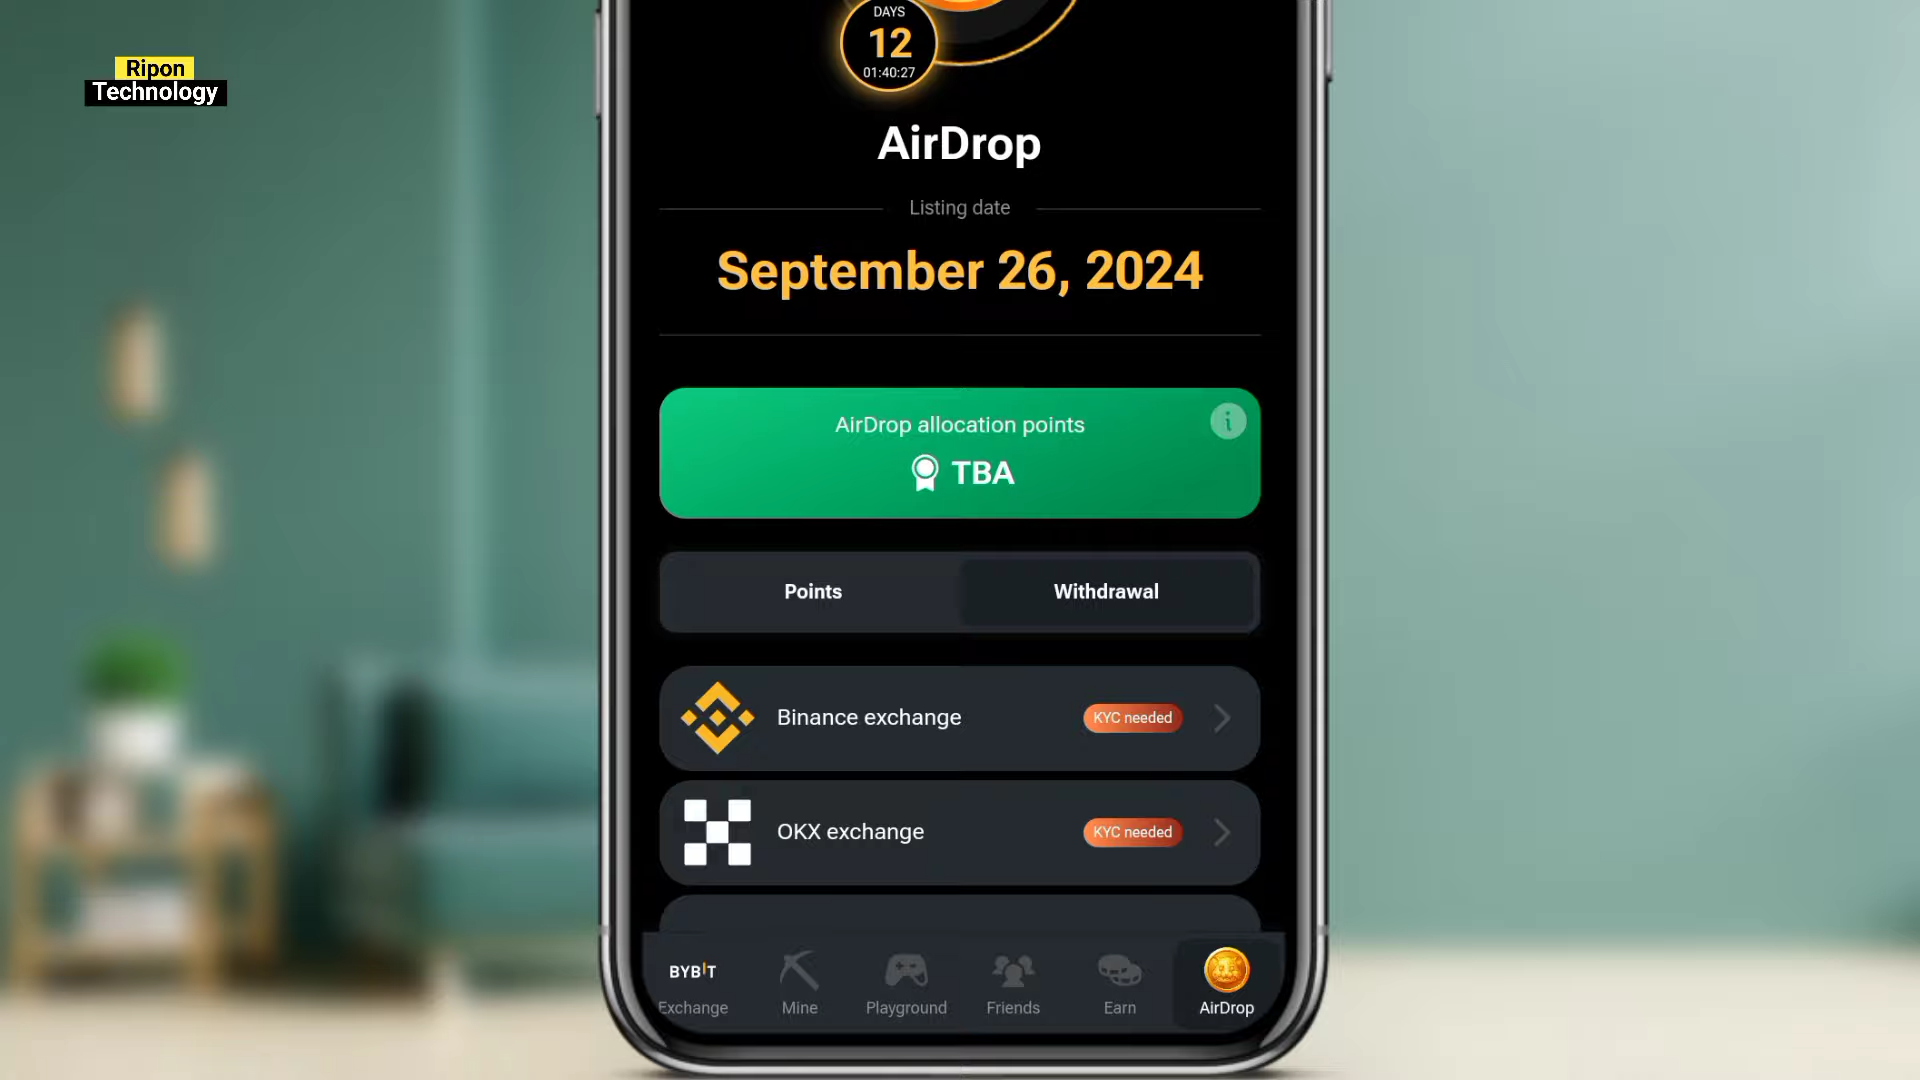 Ripon
Technology
DAYS
12
01:40:27
AirDrop
Listing date
September 26, 2024
AirDrop allocation points
i
TBA
Points
Withdrawal
Binance exchange
KYC needed
OKX exchange
KYC needed
BYBIT
Exchange
Mine
Playground
Friends
Earn
AirDrop